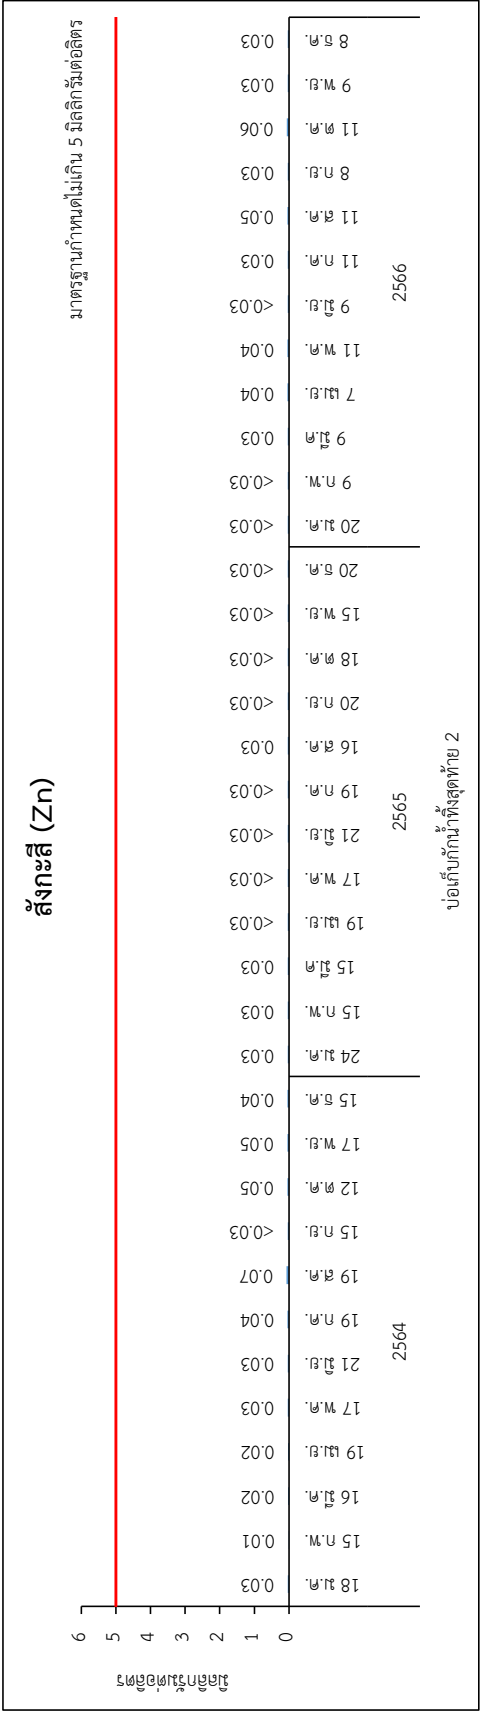 สังกะสี (Zn)
มาตรฐานกำหนดไม่เกิน 5 มิลลิกรัมต่อลิตร
มิลลิกรัมต่อลิตร
6
5
4
3
2
1
0
0.03 0.01 0.02 0.02 0.03 0.03 0.04 0.07 <0.03 0.05 0.05 0.04 0.03 0.03 0.03 <0.03 <0.03 <0.03 <0.03 0.03 <0.03 <0.03 <0.03 <0.03 <0.03 <0.03 0.03 0.04 0.04 <0.03 0.03 0.05 0.03 0.06 0.03 0.03
18 ม.ค. 15 ก.พ. 16 มี.ค. 19 เม.ย. 17 พ.ค. 21 มิ.ย. 19 ก.ค. 19 ส.ค. 15 ก.ย. 12 ต.ค. 17 พ.ย. 15 ธ.ค. 24 ม.ค. 15 ก.พ. 15 มี.ค 19 เม.ย. 17 พ.ค. 21 มิ.ย. 19 ก.ค. 16 ส.ค. 20 ก.ย. 18 ต.ค. 15 พ.ย. 20 ธ.ค. 20 ม.ค. 9 ก.พ. 9 มี.ค 7 เม.ย. 11 พ.ค. 9 มิ.ย. 11 ก.ค. 11 ส.ค. 8 ก.ย. 11 ต.ค. 9 พ.ย. 8 ธ.ค.
2564 2565 2566
บ่อเก็บกักน้ำทิ้งสุดท้าย 2